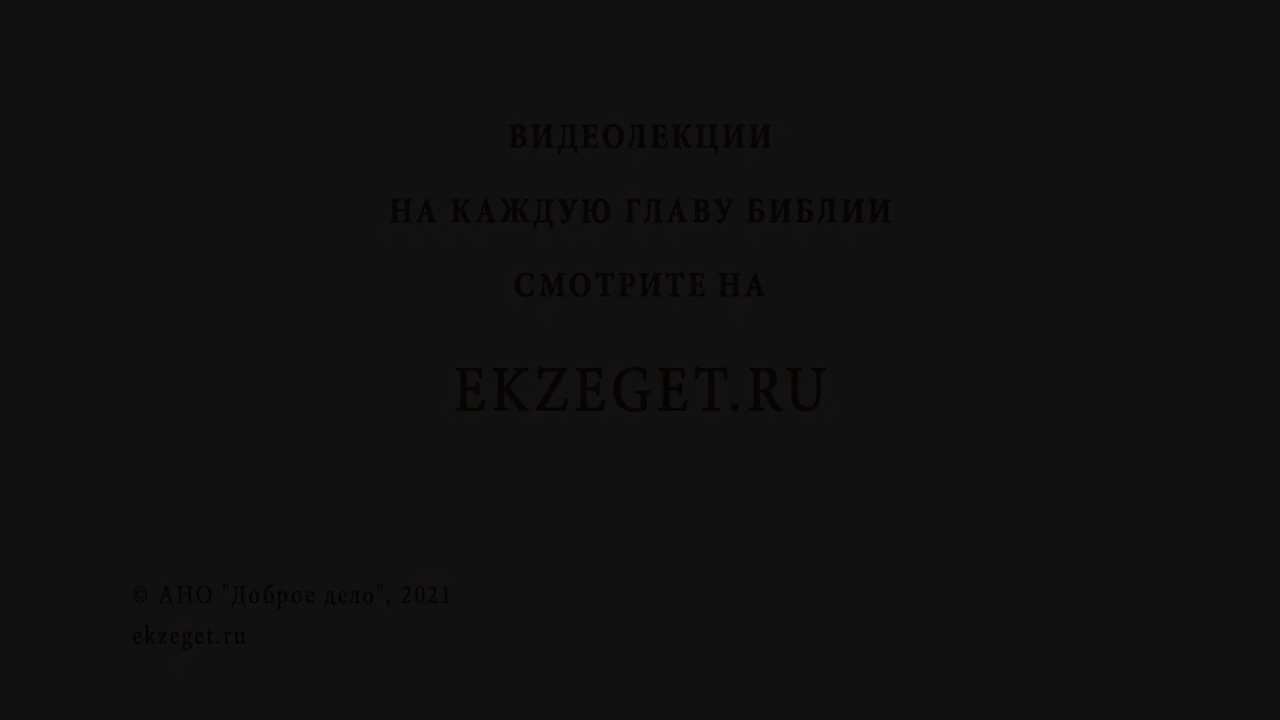 ВИДЕОЛЕКЦИИ
НА КАЖДУЮ ГЛАВУ БИБЛИИ
СМОТРИТЕ НА
EKZEGET.RU
© АНО "Доброе дело", 2021
ekzeget.ru